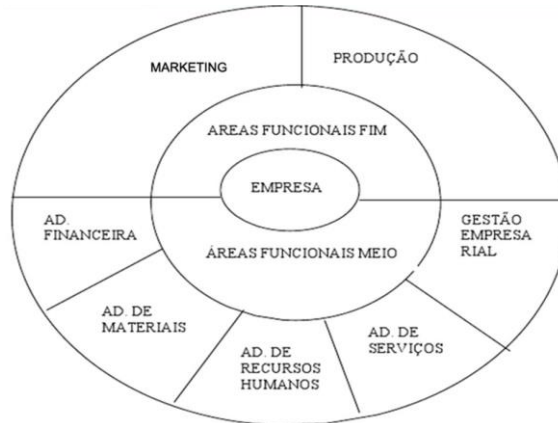 MARKETING
PRODUÇÃO
AREAS FUNCIONAIS FIM
EMPRESA
AD.
FINANCEIRA
ÁREAS FUNCIONAIS MEIO
GESTÃO
EMPRESA
RIAL
AD. DE
MATERIAIS
AD. DE
RECURSOS
HUMANOS
AD. DE
SERVIÇOS